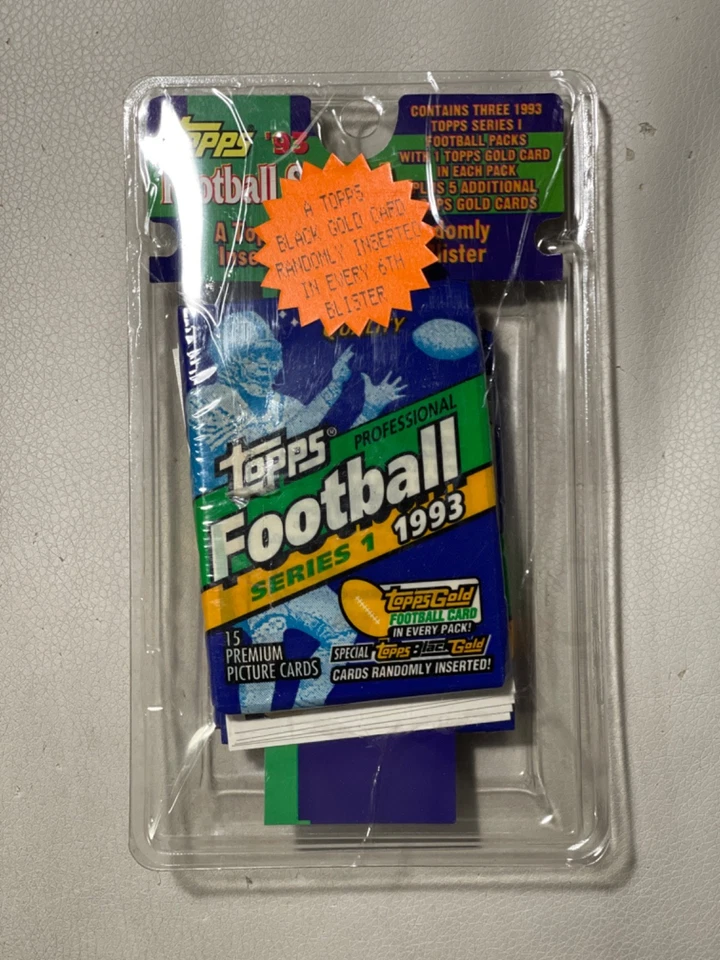 TOPPS '93
Football S
A Top
Inse
CONTAINS THREE 1993
TOPPS SERIES I
FOOTBALL PACKS
WITH 1 TOPPS GOLD CARD
IN EACH PACK
PLUS 5 ADDITIONAL
PS GOLD CARDS
domly
lister
A TOPPS
BLACK GOLD CARD
RANDOMLY INSERTED
IN EVERY 6TH
BLISTER
QUALITY
TOPPS®
PROFESSIONAL
Football
SERIES 1 1993
ToppsGold
FOOTBALL CARD
IN EVERY PACK!
15
PREMIUM
PICTURE CARDS
SPECIAL Topps Black Gold
CARDS RANDOMLY INSERTED!